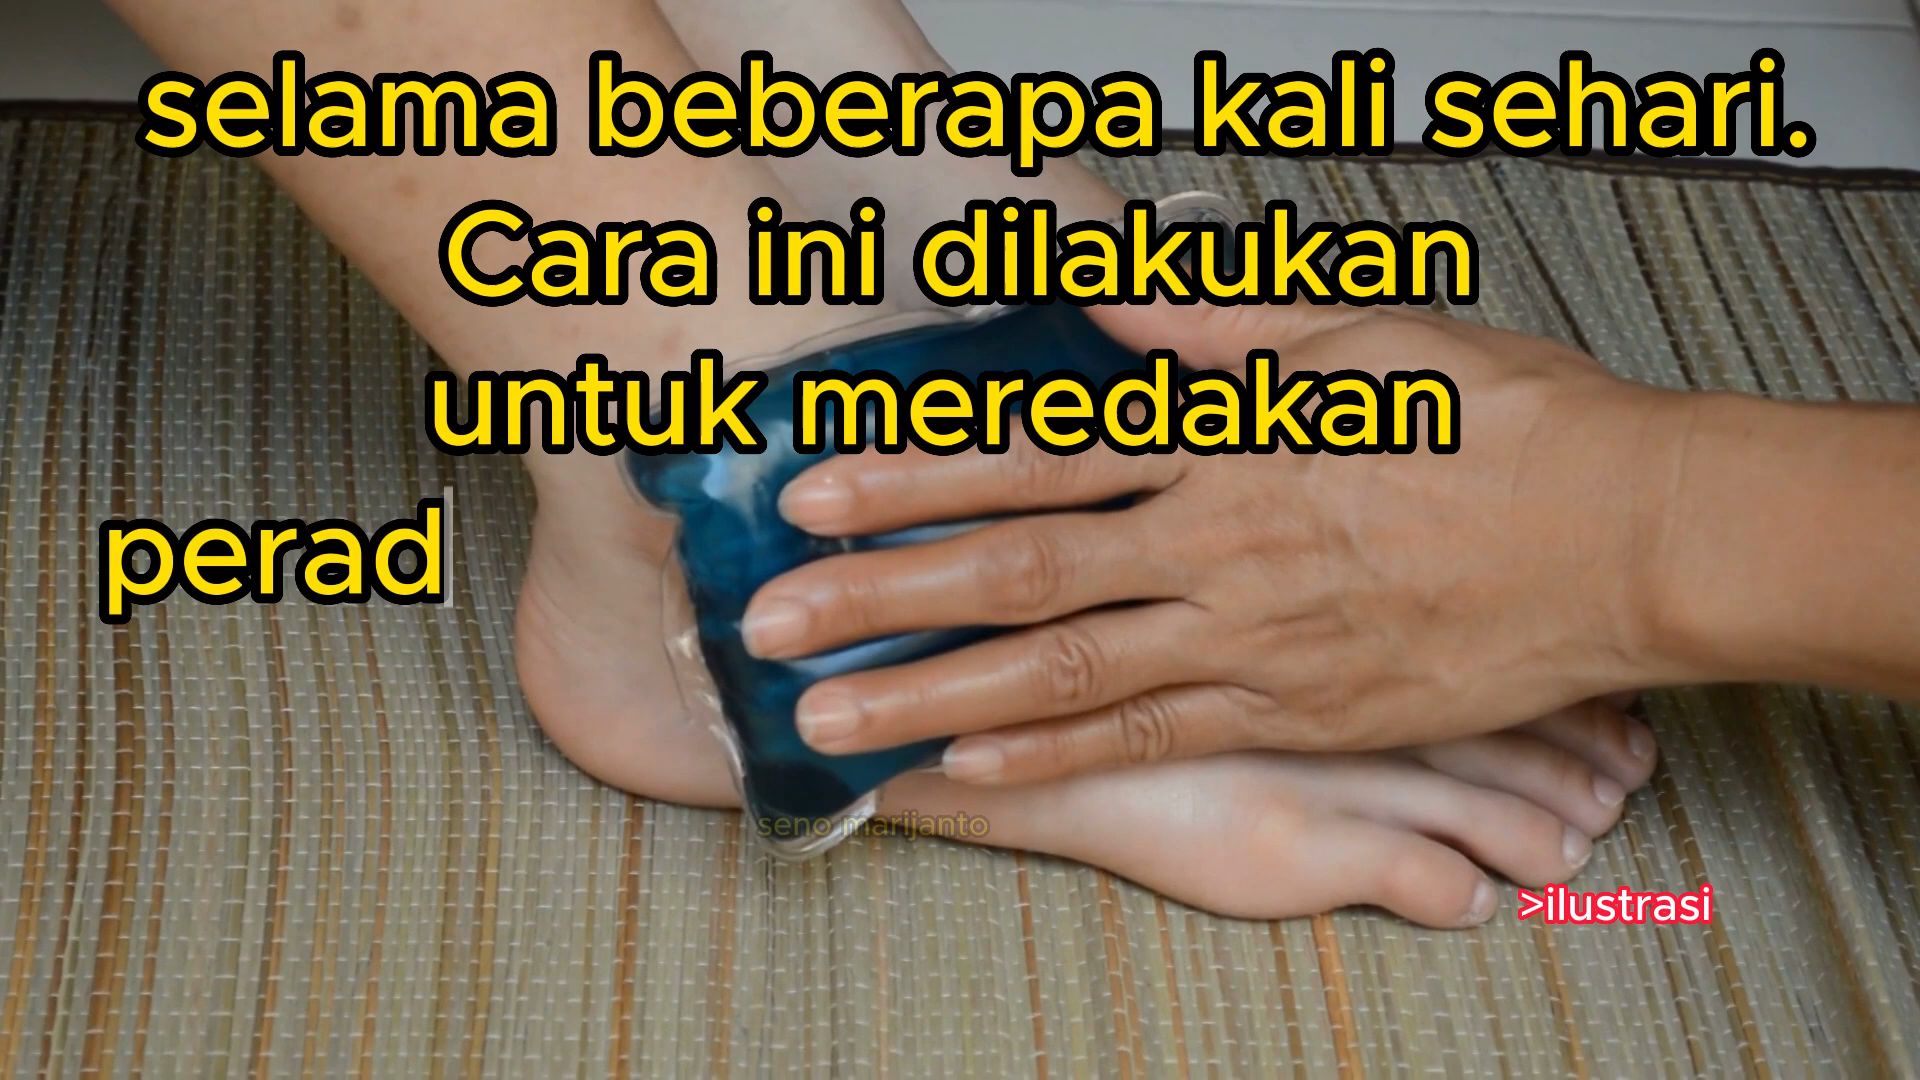 selama beberapa kali sehari.
Cara ini dilakukan
untuk meredakan
perad
seno marijanto
>ilustrasi